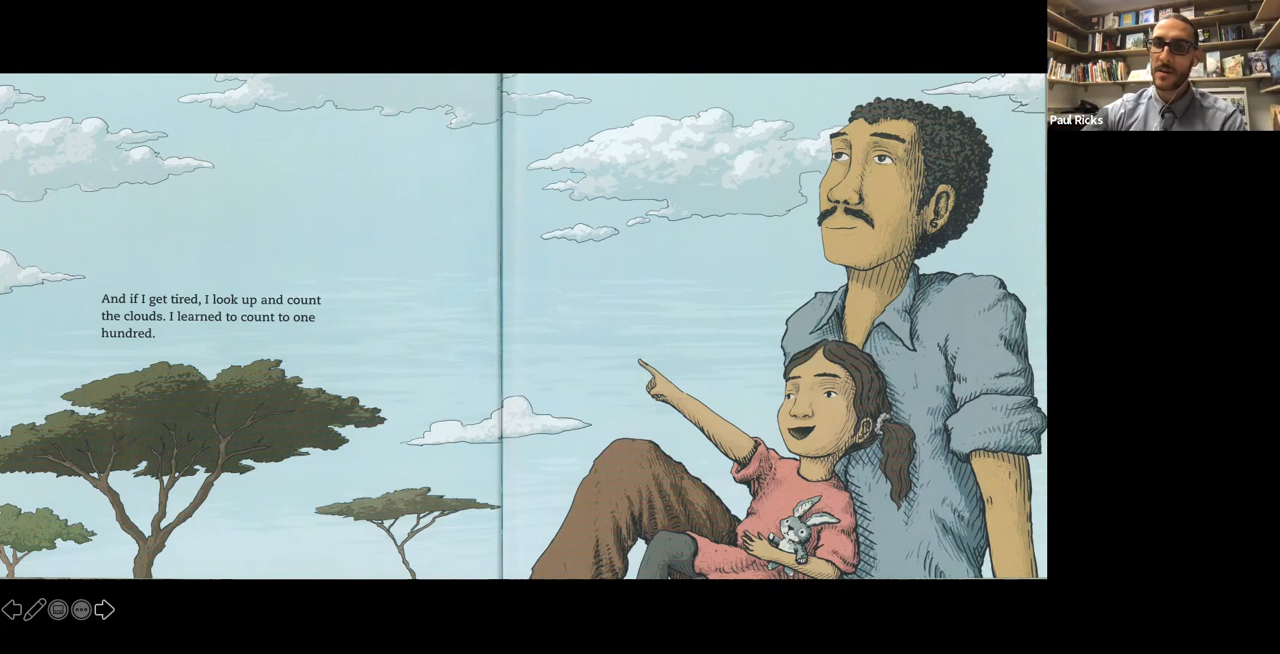 And if I get tired, I look up and count
the clouds. I learned to count to one
hundred.
Paul Ricks